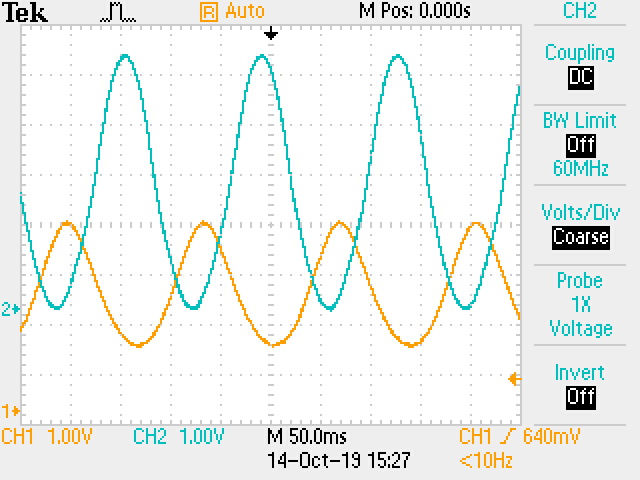 Tek R Auto M Pos: 0.000s CH2
Coupling
DC
BW Limit
Off
60MHz
Volts/Div
Coarse
Probe
1X
Voltage
Invert
Off
2
1
CH1 1.00V CH2 1.00V M 50.0ms CH1 640mV
14-Oct-19 15:27 <10Hz